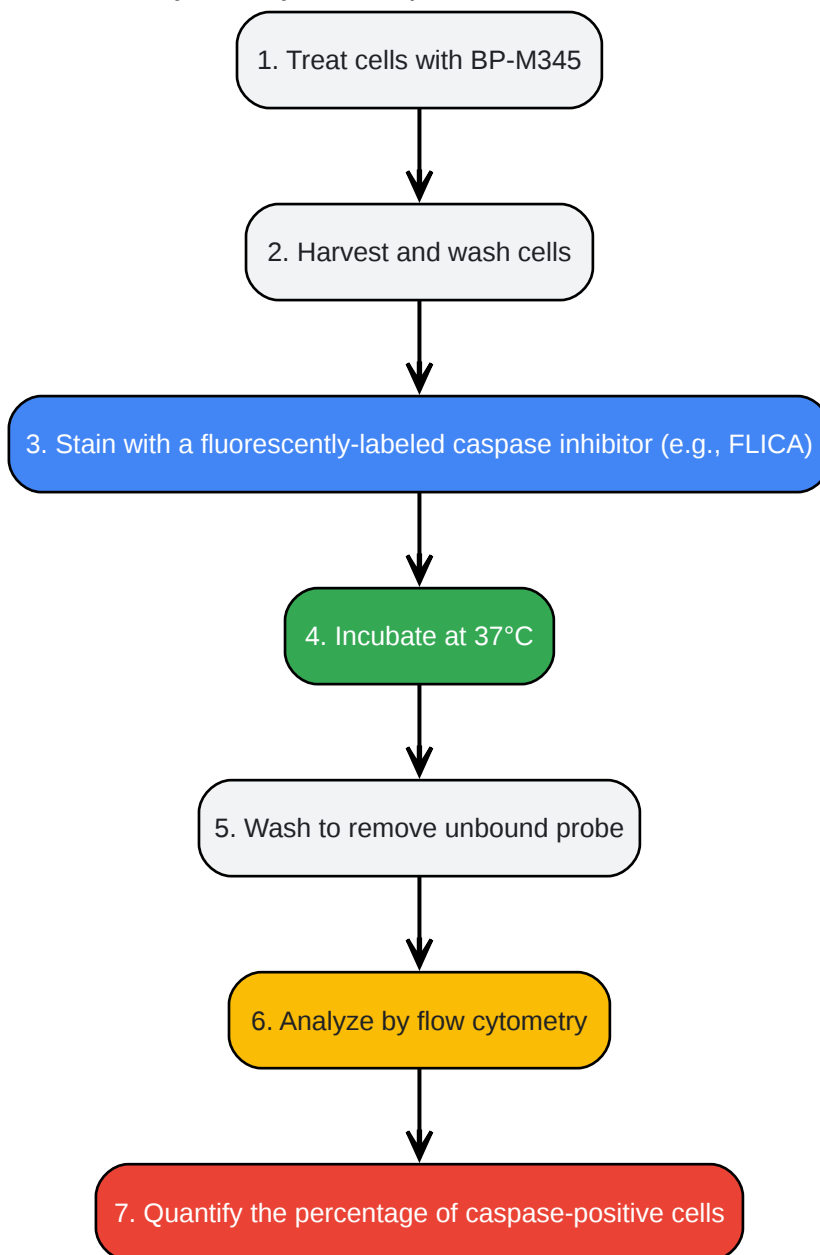 1. Treat cells with BP-M345
2. Harvest and wash cells
3. Stain with a fluorescently-labeled caspase inhibitor (e.g., FLICA)
4. Incubate at 37°C
5. Wash to remove unbound probe
6. Analyze by flow cytometry
7. Quantify the percentage of caspase-positive cells